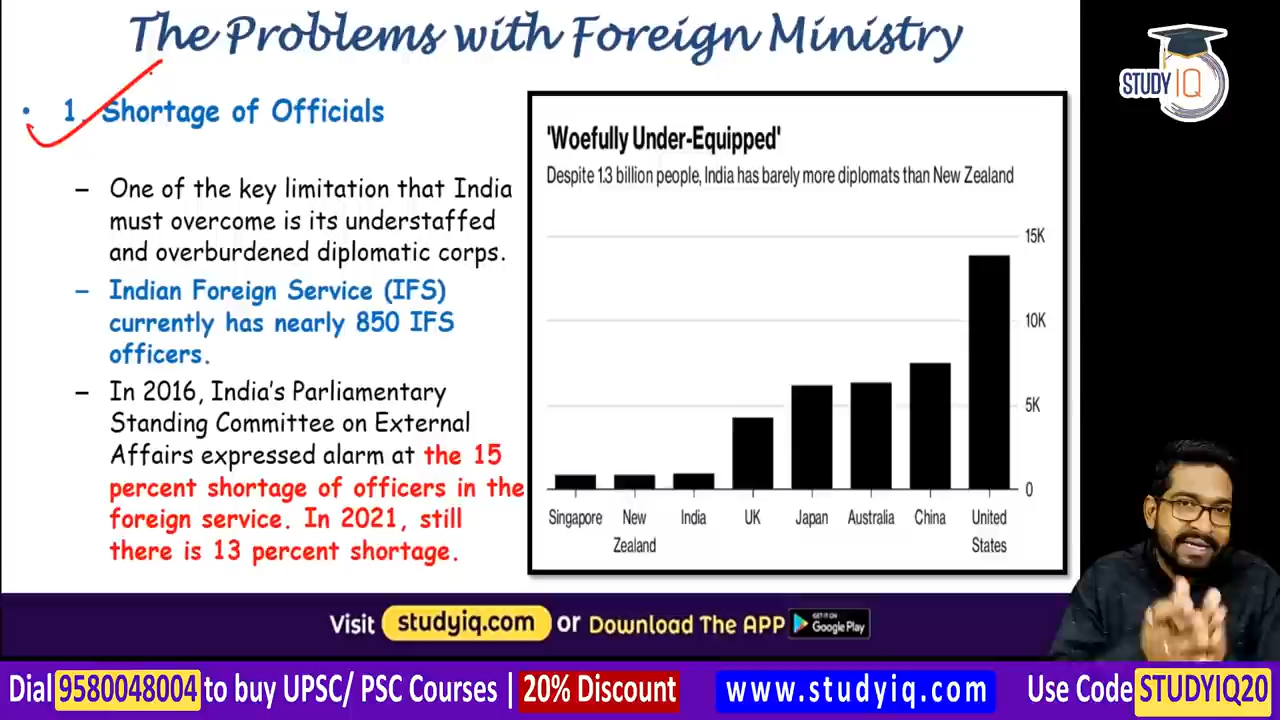 The Problems with Foreign Ministry
STUDY IQ
• 1. Shortage of Officials
– One of the key limitation that India
must overcome is its understaffed
and overburdened diplomatic corps.
– Indian Foreign Service (IFS)
currently has nearly 850 IFS
officers.
– In 2016, India's Parliamentary
Standing Committee on External
Affairs expressed alarm at the 15
percent shortage of officers in the
foreign service. In 2021, still
there is 13 percent shortage.
'Woefully Under-Equipped'
Despite 1.3 billion people, India has barely more diplomats than New Zealand
15K
10K
5K
0
Singapore New Zealand India UK Japan Australia China United States
Visit studyiq.com or Download The APP GET IT ON Google Play
Dial 9580048004 to buy UPSC/ PSC Courses | 20% Discount www.studyiq.com Use Code STUDYIQ20